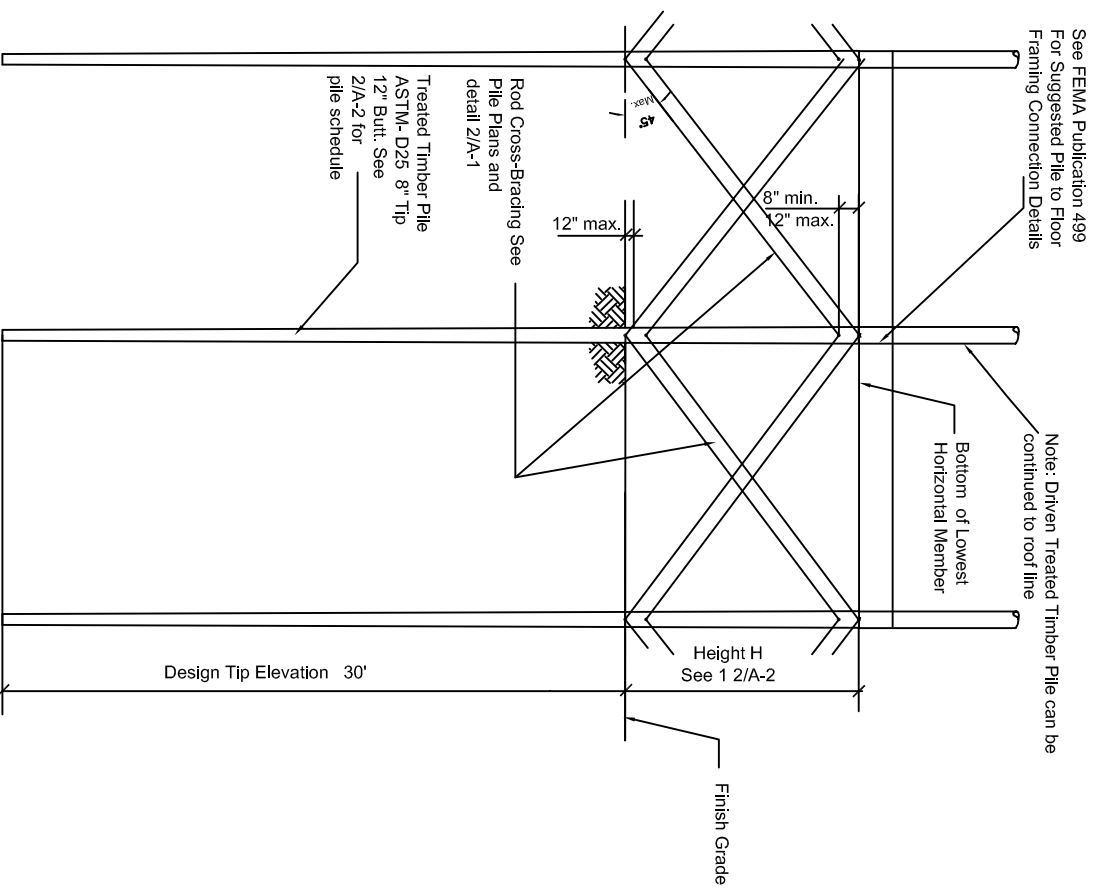 See FEMA Publication 499
For Suggested Pile to Floor
Framing Connection Details
Note: Driven Treated Timber Pile can be
continued to roof line
Bottom of Lowest
Horizontal Member
8" min.
12" max.
45°
Max.
12" max.
Rod Cross-Bracing See
Pile Plans and
detail 2/A-1
Treated Timber Pile
ASTM- D25 8" Tip
12" Butt. See
2/A-2 for
pile schedule
Height H
See 1 2/A-2
Design Tip Elevation 30'
Finish Grade